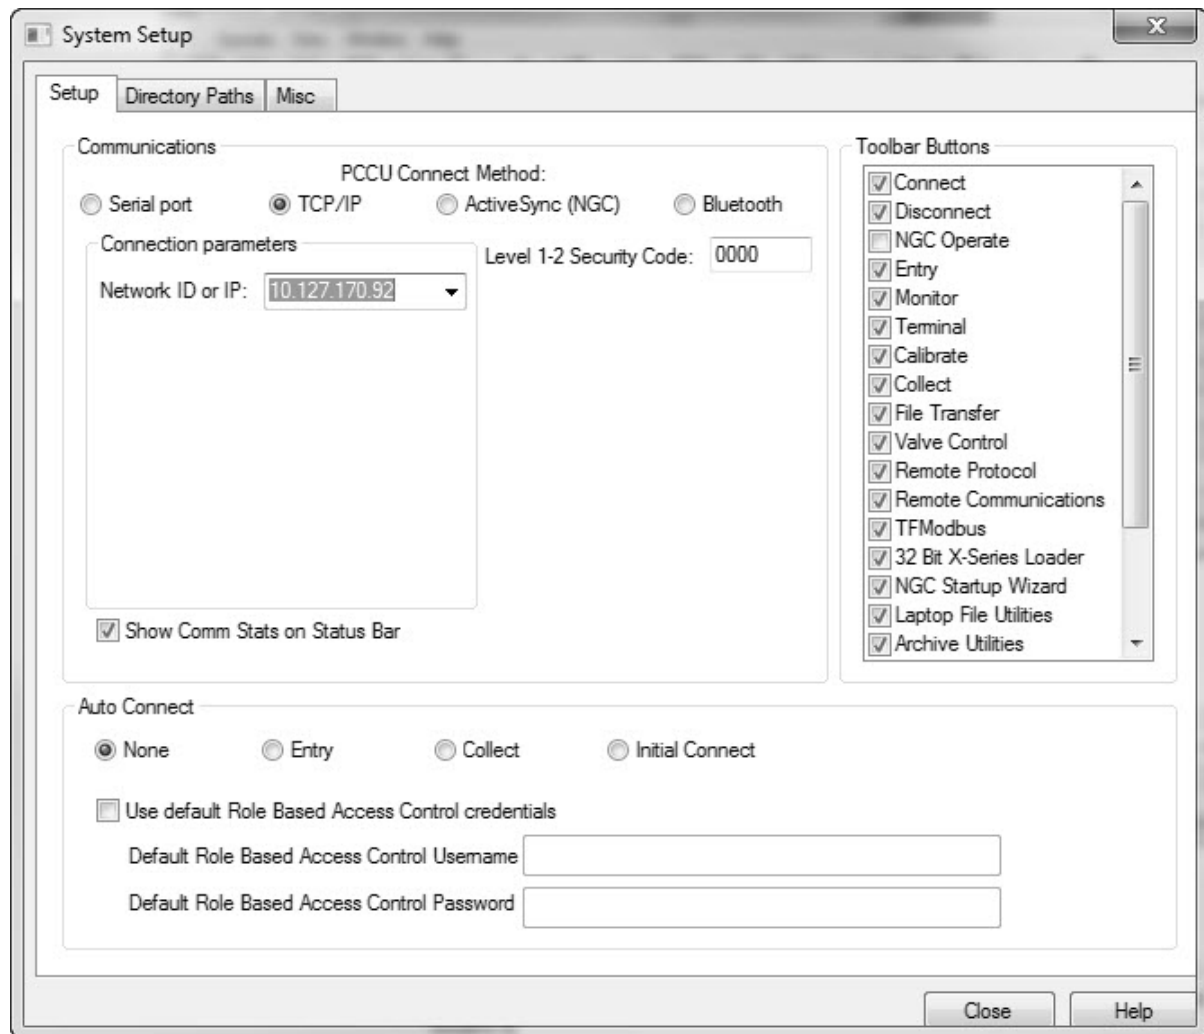 System Setup
X
Setup
Directory Paths
Misc
Communications
PCCU Connect Method:
Serial port
TCP/IP
ActiveSync (NGC)
Bluetooth
Connection parameters
Level 1-2 Security Code: 0000
Network ID or IP: 10.127.170.92
Show Comm Stats on Status Bar
Toolbar Buttons
Connect
Disconnect
NGC Operate
Entry
Monitor
Terminal
Calibrate
Collect
File Transfer
Valve Control
Remote Protocol
Remote Communications
TFModbus
32 Bit X-Series Loader
NGC Startup Wizard
Laptop File Utilities
Archive Utilities
Auto Connect
None
Entry
Collect
Initial Connect
Use default Role Based Access Control credentials
Default Role Based Access Control Username
Default Role Based Access Control Password
Close
Help